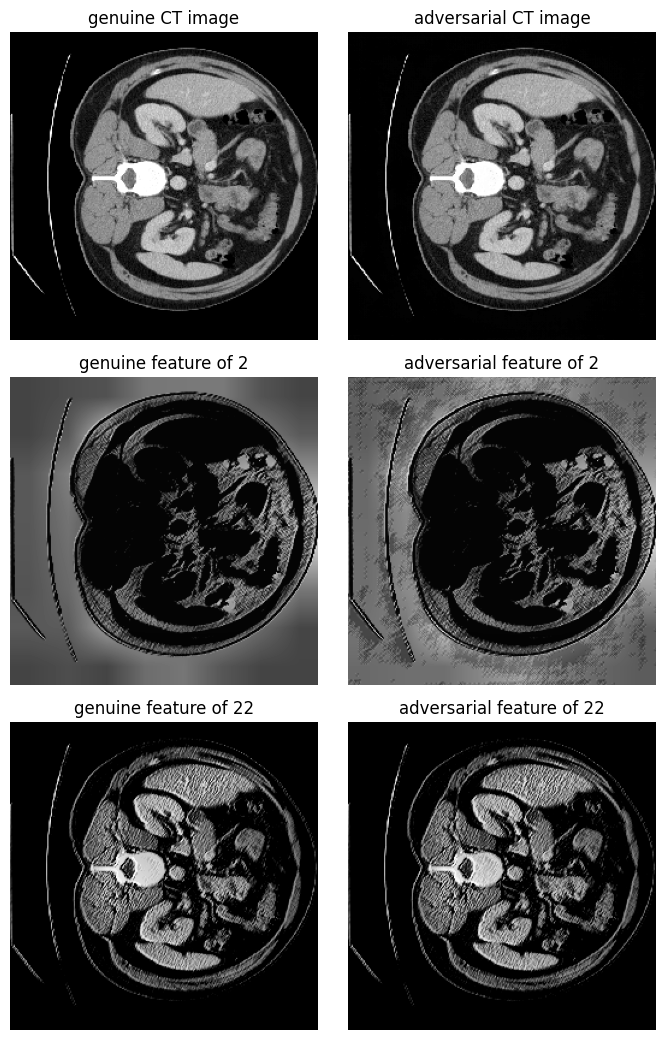 genuine CT image
adversarial CT image
genuine feature of 2
adversarial feature of 2
genuine feature of 22
adversarial feature of 22